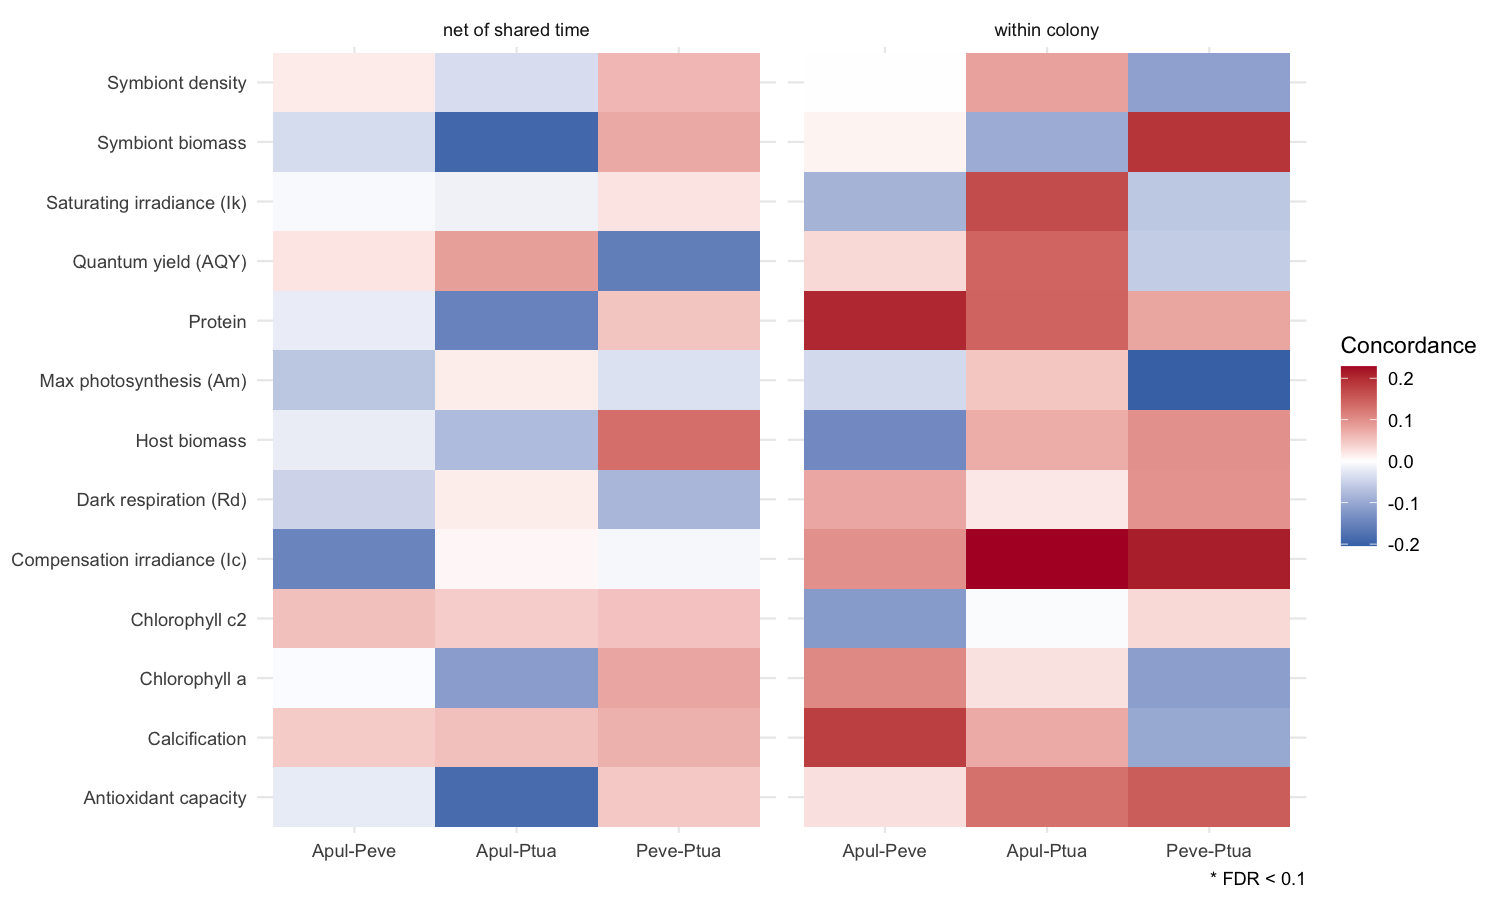 net of shared time
within colony
Symbiont density
Symbiont biomass
Saturating irradiance (Ik)
Quantum yield (AQY)
Protein
Max photosynthesis (Am)
Host biomass
Dark respiration (Rd)
Compensation irradiance (Ic)
Chlorophyll c2
Chlorophyll a
Calcification
Antioxidant capacity
Apul-Peve
Apul-Ptua
Peve-Ptua
Apul-Peve
Apul-Ptua
Peve-Ptua
* FDR < 0.1
Concordance
0.2
0.1
0.0
-0.1
-0.2